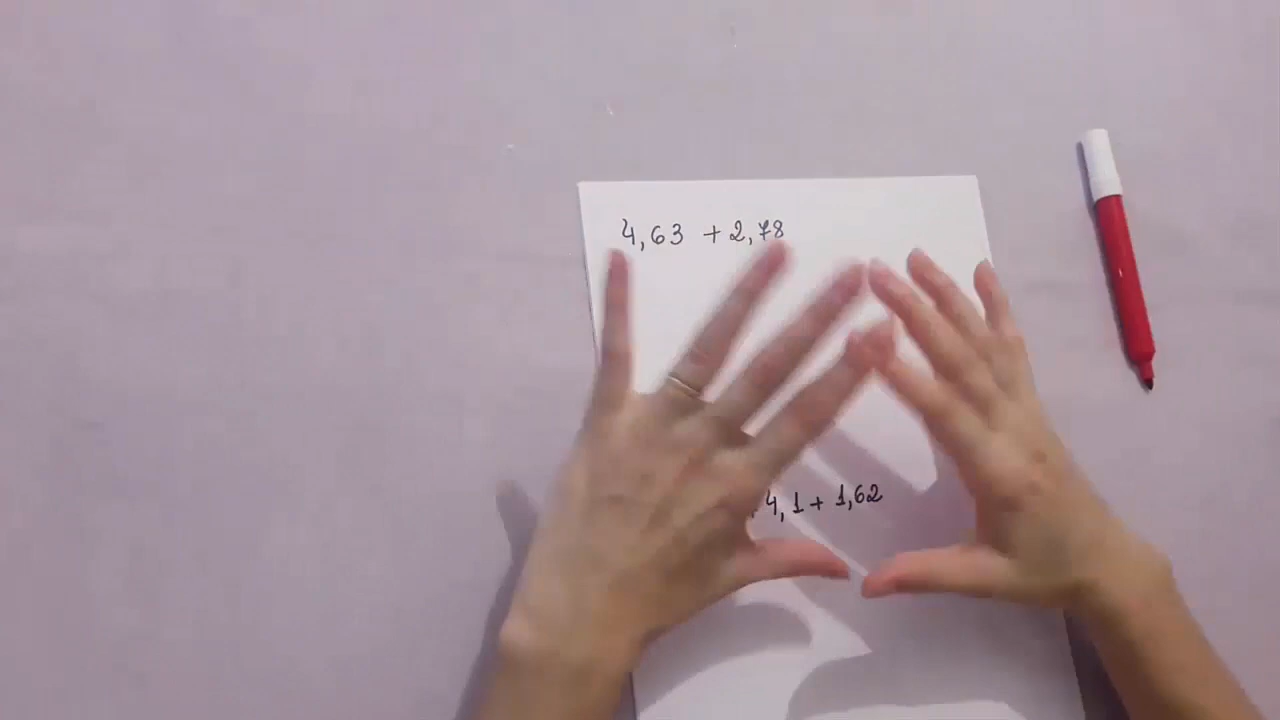 4,63 + 2,78
4,1 + 1,62